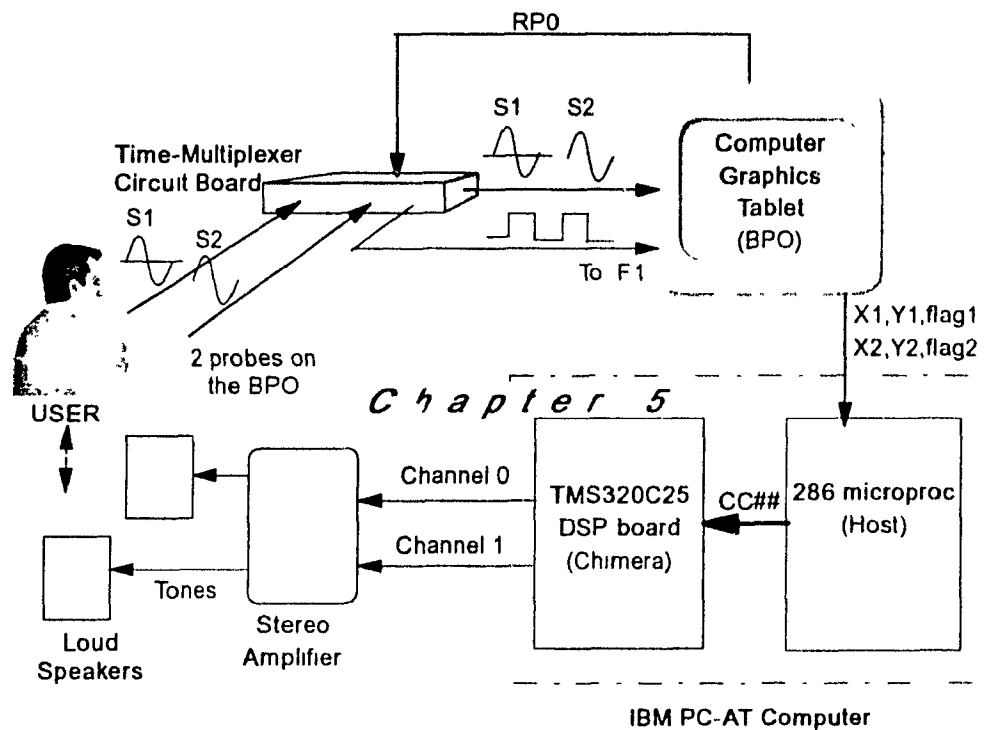 RP0
S1 S2
Time-Multiplexer
Circuit Board
Computer
Graphics
Tablet
(BPO)
S1
S2
To F1
X1,Y1,flag1
X2,Y2,flag2
2 probes on
the BPO
Chapter 5
USER
Channel 0
TMS320C25
DSP board
(Chimera)
CC##
286 microproc
(Host)
Channel 1
Tones
Loud
Speakers
Stereo
Amplifier
IBM PC-AT Computer